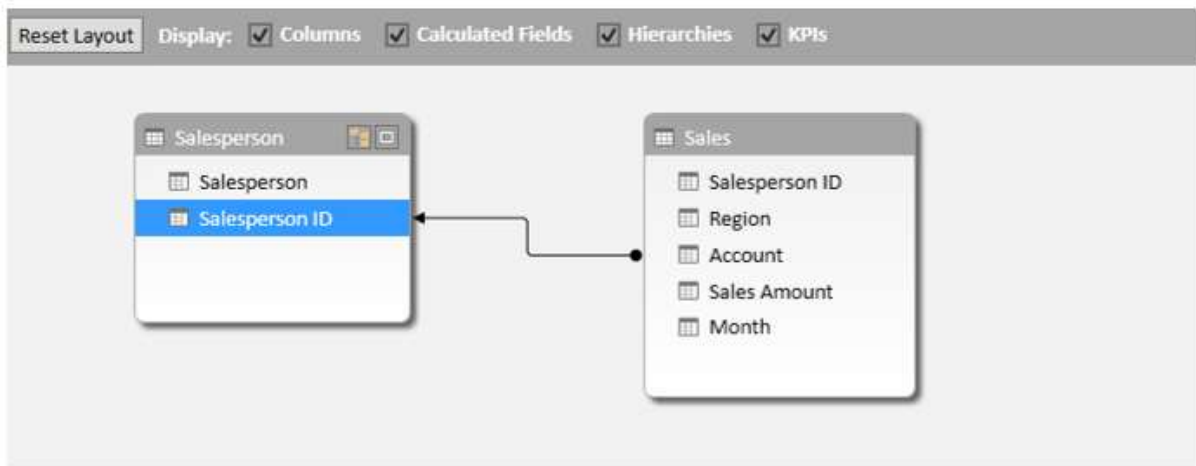 Reset Layout Display: Columns Calculated Fields Hierarchies KPIs
Salesperson
Salesperson
Salesperson ID
Sales
Salesperson ID
Region
Account
Sales Amount
Month